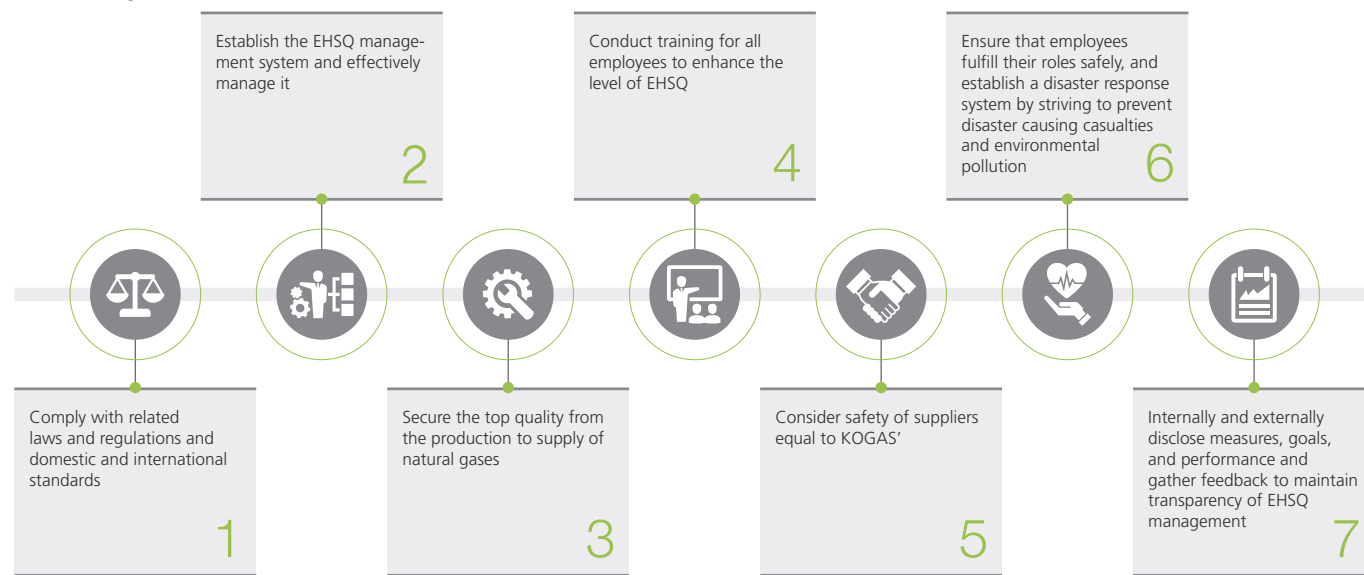 Comply with related
laws and regulations and
domestic and international
standards
1
Establish the EHSQ manage-
ment system and effectively
manage it
2
Secure the top quality from
the production to supply of
natural gases
3
Conduct training for all
employees to enhance the
level of EHSQ
4
Consider safety of suppliers
equal to KOGAS’
5
Ensure that employees
fulfill their roles safely, and
establish a disaster response
system by striving to prevent
disaster causing casualties
and environmental
pollution
6
Internally and externally
disclose measures, goals,
and performance and
gather feedback to maintain
transparency of EHSQ
management
7